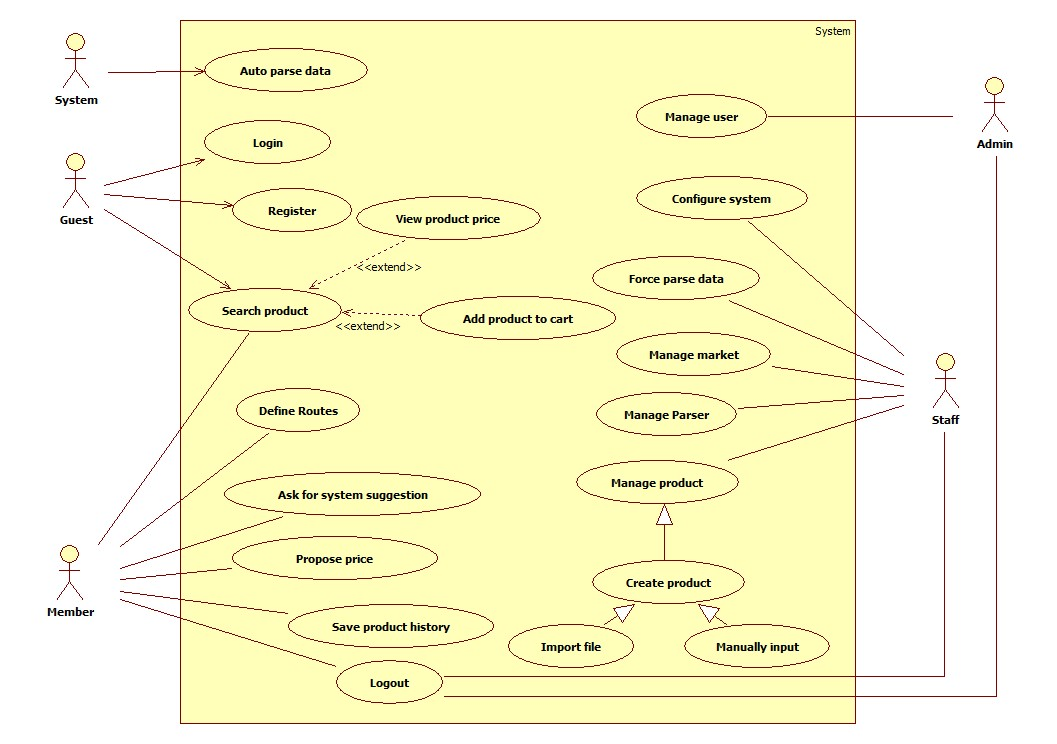 System
System
Auto parse data
Manage user
Admin
Login
Guest
Register
View product price
Configure system
<<extend>>
Force parse data
Search product
Add product to cart
<<extend>>
Manage market
Define Routes
Manage Parser
Staff
Manage product
Ask for system suggestion
Propose price
Create product
Member
Save product history
Import file
Manually input
Logout